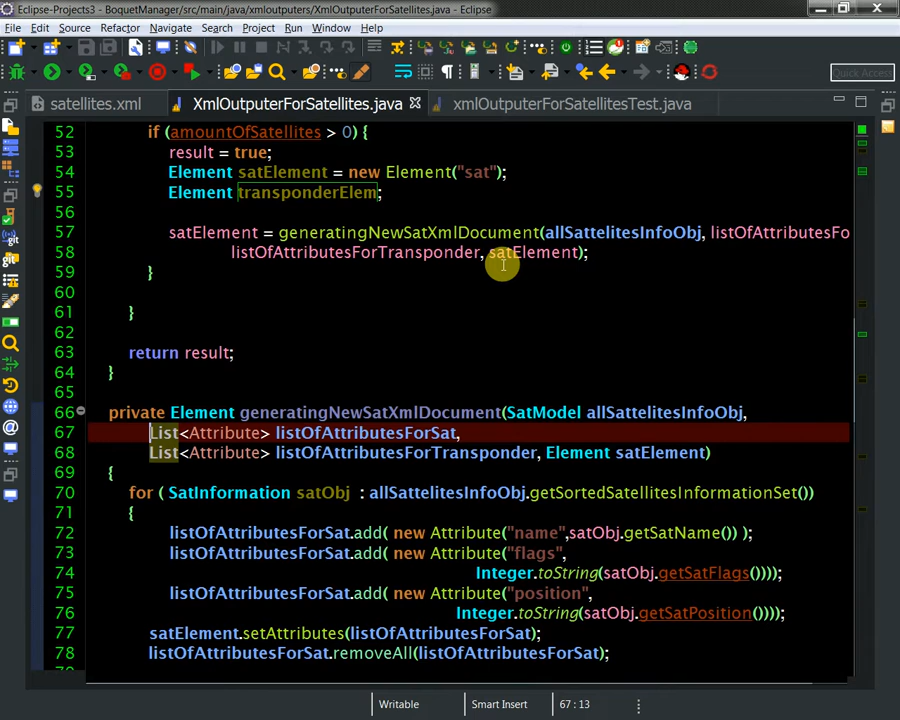 Eclipse-Projects3 - BoquetManager/src/main/java/xmloutputers/XmlOutputerForSatellites.java - Eclipse
File Edit Source Refactor Navigate Search Project Run Window Help
Quick Access
satellites.xml XmlOutputerForSatellites.java xmlOutputerForSatellitesTest.java
52 if (amountOfSatellites > 0) {
53 result = true;
54 Element satElement = new Element("sat");
55 Element transponderElem;
56
57 satElement = generatingNewSatXmlDocument(allSattelitesInfoObj, listOfAttributesFo
58 listOfAttributesForTransponder, satElement);
59 }
60
61 }
62
63 return result;
64 }
65
66 private Element generatingNewSatXmlDocument(SatModel allSattelitesInfoObj,
67 List<Attribute> listOfAttributesForSat,
68 List<Attribute> listOfAttributesForTransponder, Element satElement)
69 {
70 for ( SatInformation satObj : allSattelitesInfoObj.getSortedSatellitesInformationSet())
71 {
72 listOfAttributesForSat.add( new Attribute("name",satObj.getSatName()) );
73 listOfAttributesForSat.add( new Attribute("flags",
74 Integer.toString(satObj.getSatFlags())));
75 listOfAttributesForSat.add( new Attribute("position",
76 Integer.toString(satObj.getSatPosition())));
77 satElement.setAttributes(listOfAttributesForSat);
78 listOfAttributesForSat.removeAll(listOfAttributesForSat);
Writable Smart Insert 67 : 13